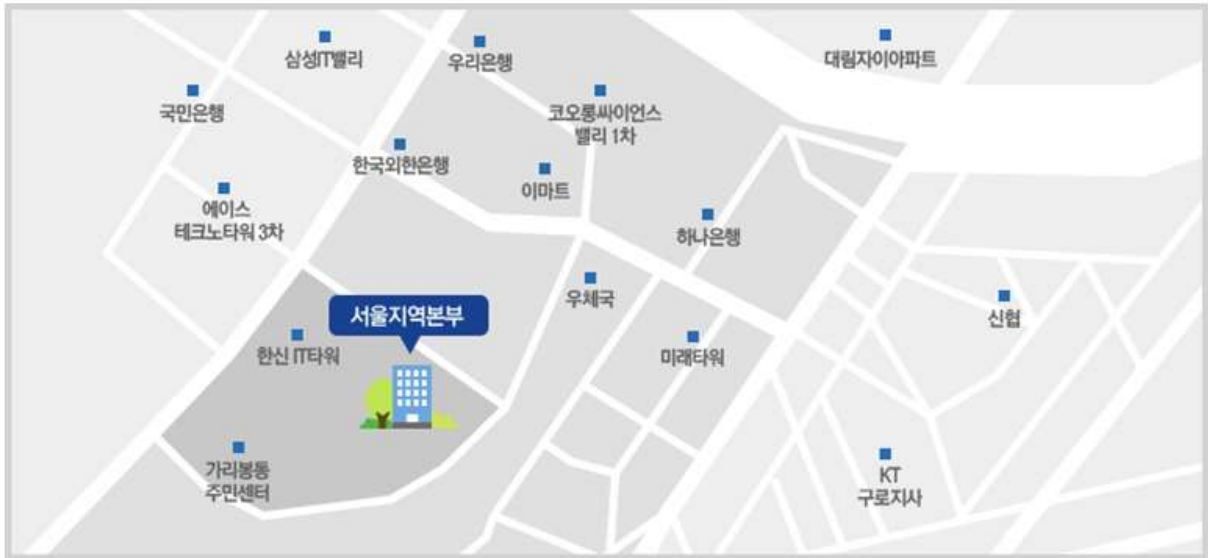 삼성IT밸리
우리은행
대림자이아파트
국민은행
코오롱싸이언스
밸리 1차
한국외한은행
이마트
에이스
테크노타워 3차
하나은행
우체국
신협
서울지역본부
한신 IT타워
미래타워
가리봉동
주민센터
KT
구로지사